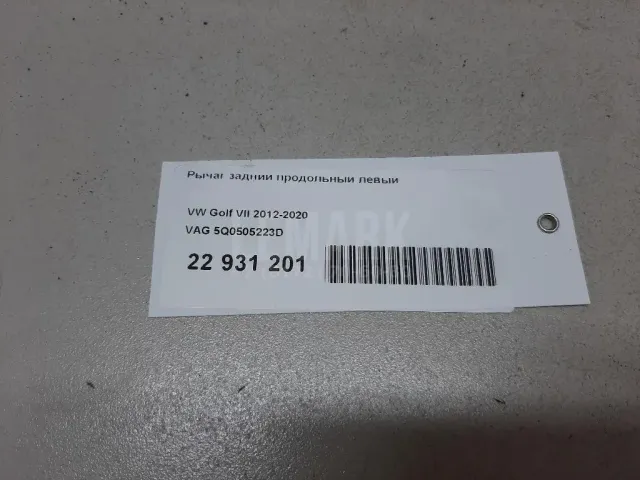 Рычаг задний продольный левый
VW Golf VII 2012-2020
VAG 5Q0505223D
22 931 201